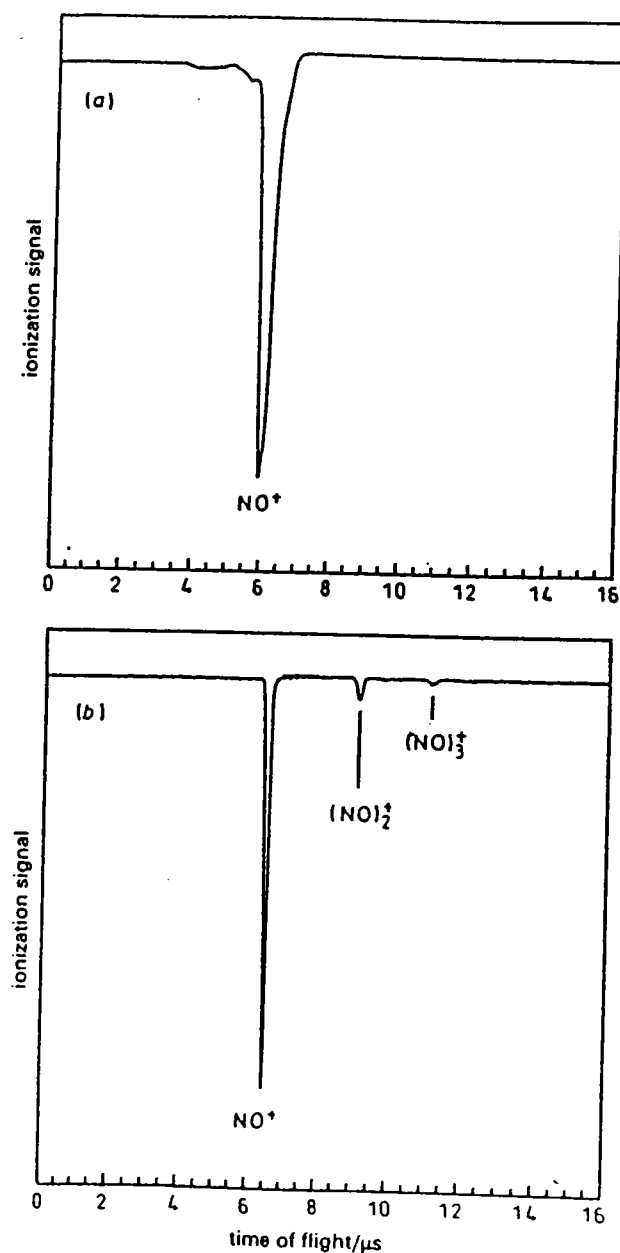 (a)
ionization signal
NO⁺
0 2 4 6 8 10 12 14 16
(b)
ionization signal
(NO)₃⁺
(NO)₂⁺
NO⁺
0 2 4 6 8 10 12 14 16
time of flight/μs